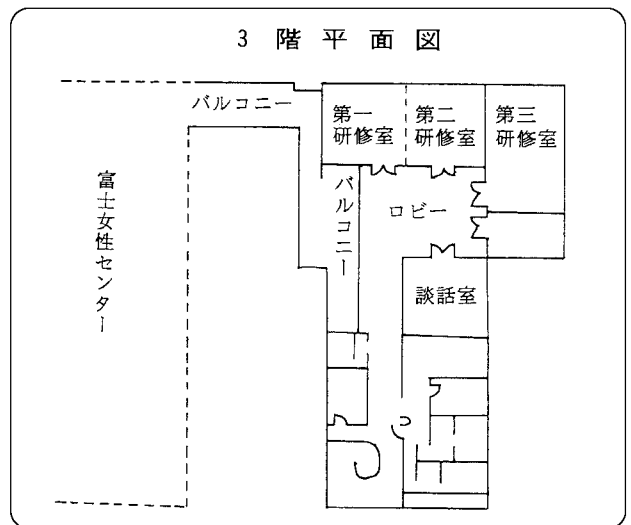 3 階 平 面 図
バルコニー
第一
研修室
第二
研修室
第三
研修室
バルコニー
ロビー
富士女性センター
談話室